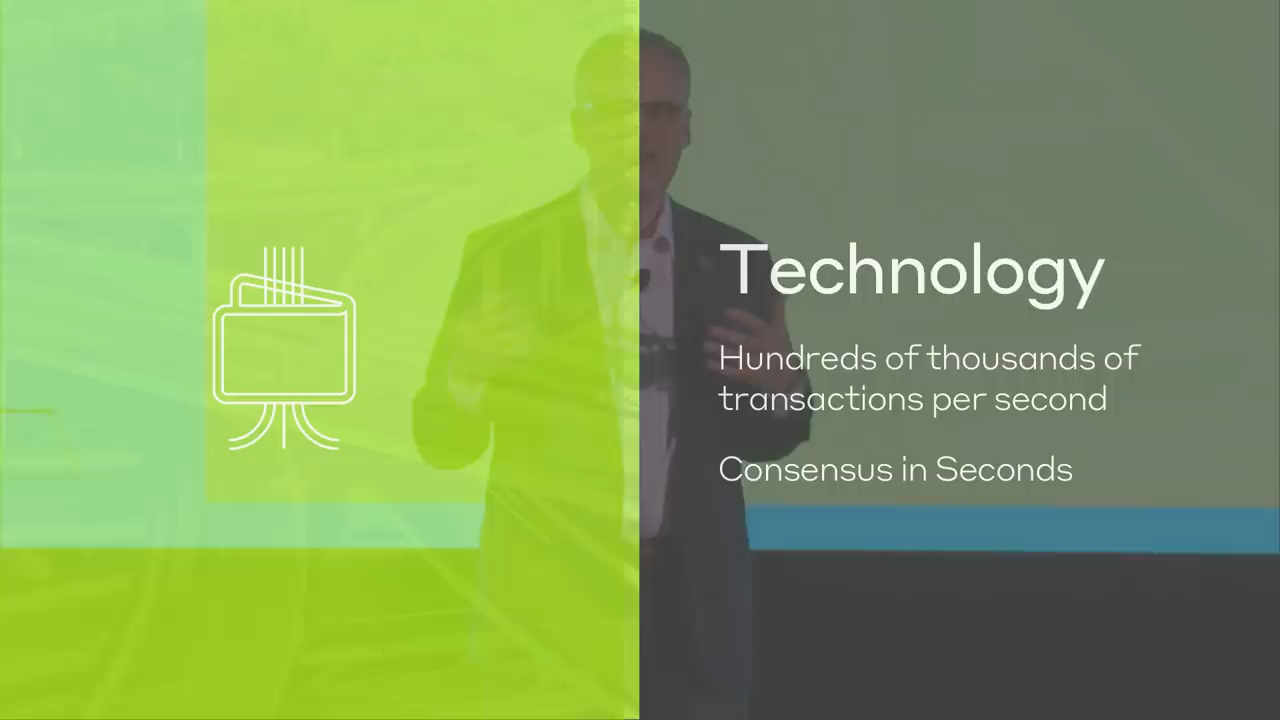 Technology
Hundreds of thousands of
transactions per second
Consensus in Seconds